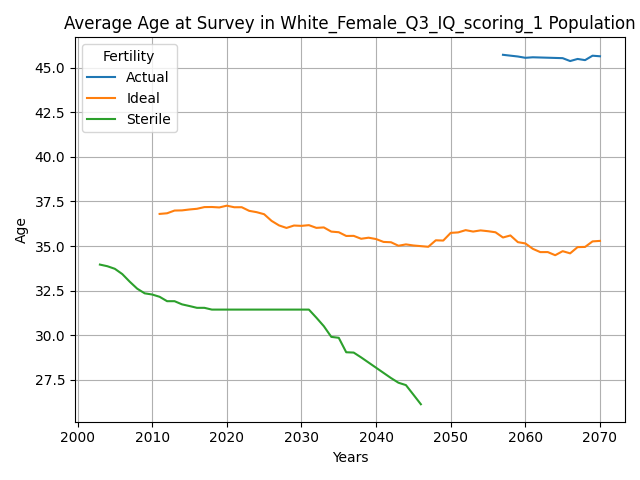 Average Age at Survey in White_Female_Q3_IQ_scoring_1 Population
Fertility
Actual
Ideal
Sterile
45.0
42.5
40.0
37.5
35.0
32.5
30.0
27.5
Age
2000 2010 2020 2030 2040 2050 2060 2070
Years